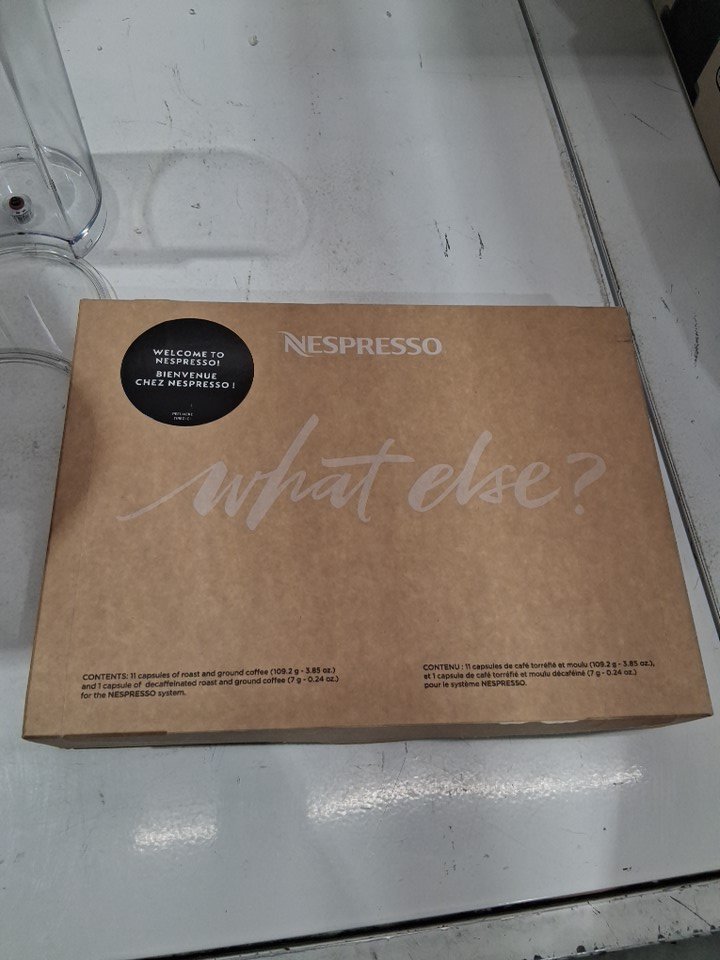 WELCOME TO
NESPRESSO!
BIENVENUE
CHEZ NESPRESSO !
NESPRESSO
what else?
CONTENTS: 11 capsules of roast and ground coffee (109.2 g - 3.85 oz.)
and 1 capsule of decaffeinated roast and ground coffee (7 g - 0.24 oz.)
for the NESPRESSO system.
CONTENU : 11 capsules de café torréfié et moulu (109.2 g - 3.85 oz.),
et 1 capsule de café torréfié et moulu décaféiné (7 g - 0.24 oz.)
pour le système NESPRESSO.